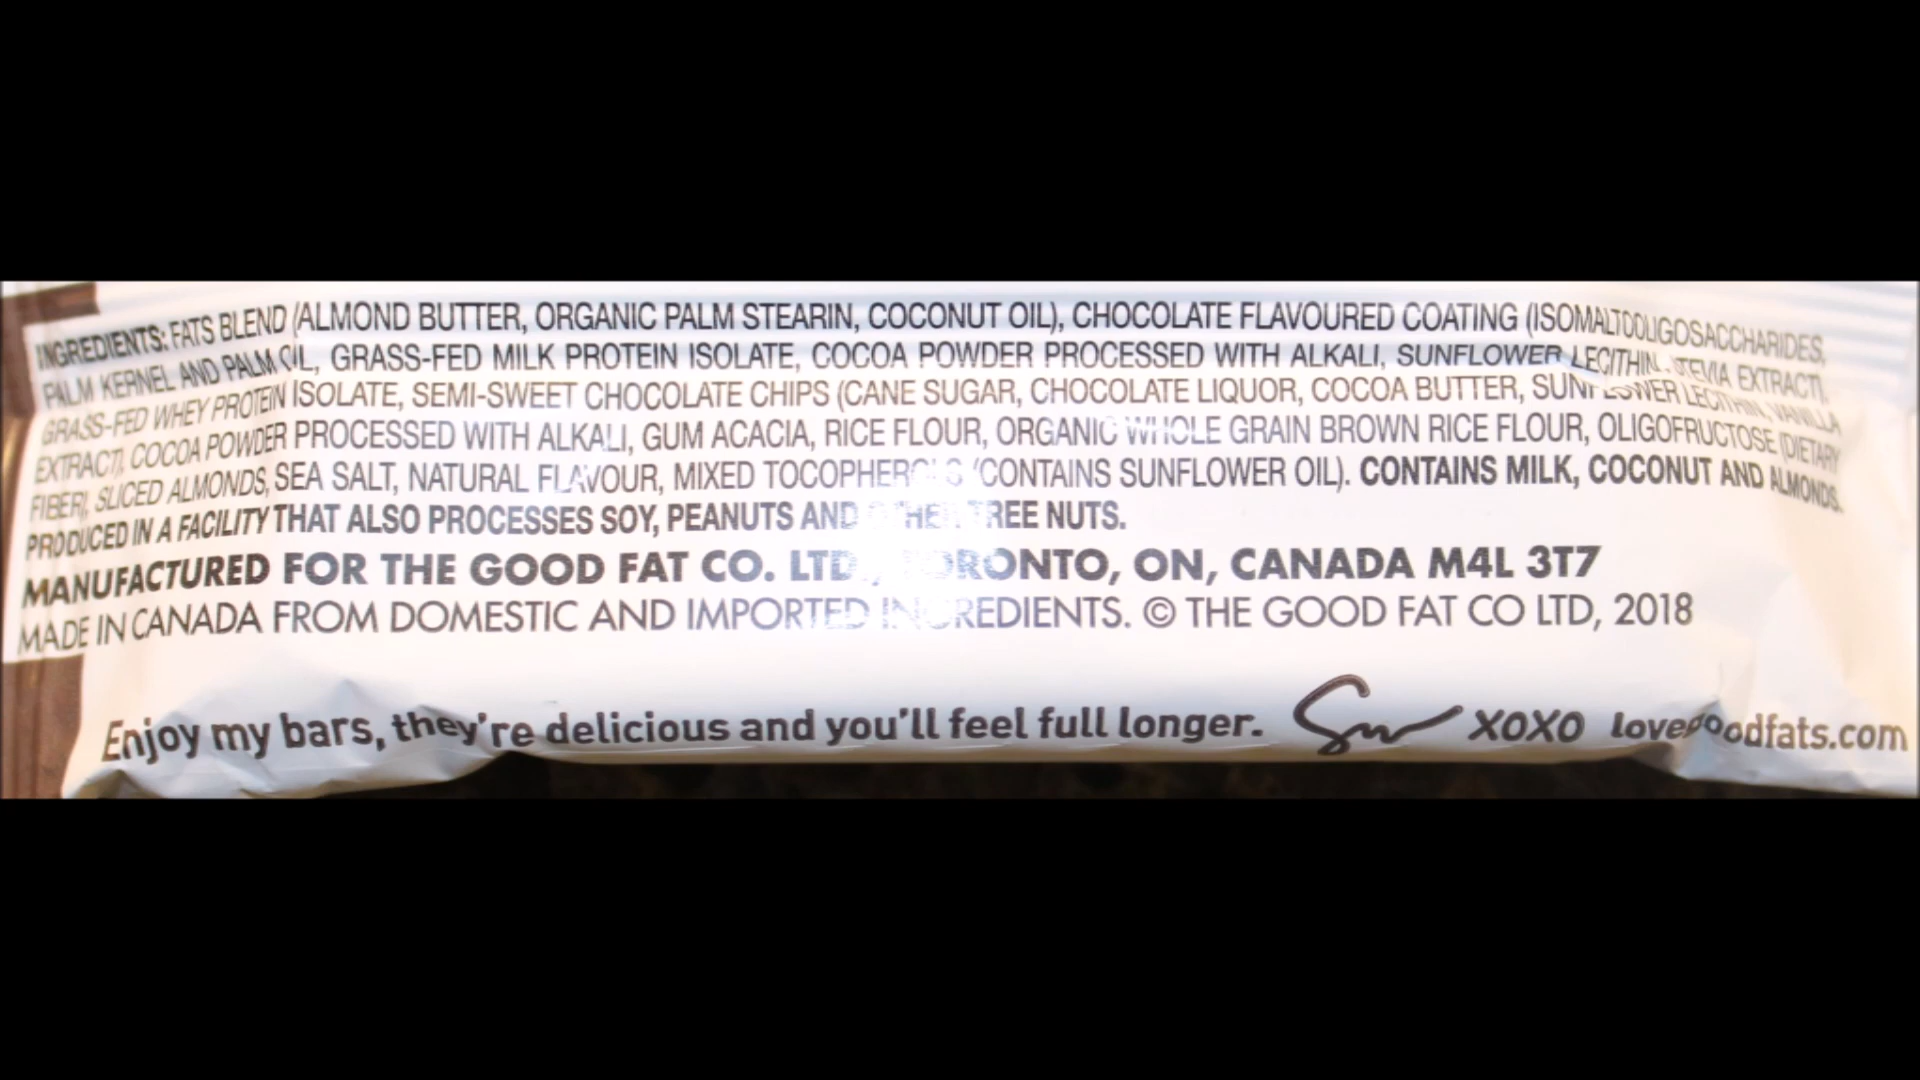 INGREDIENTS: FATS BLEND (ALMOND BUTTER, ORGANIC PALM STEARIN, COCONUT OIL), CHOCOLATE FLAVOURED COATING (ISOMALTOOLIGOSACCHARIDES,
PALM KERNEL AND PALM OIL, GRASS-FED MILK PROTEIN ISOLATE, COCOA POWDER PROCESSED WITH ALKALI, SUNFLOWER LECITHIN, STEVIA EXTRACT),
GRASS-FED WHEY PROTEIN ISOLATE, SEMI-SWEET CHOCOLATE CHIPS (CANE SUGAR, CHOCOLATE LIQUOR, COCOA BUTTER, SUNFLOWER LECITHIN, VANILLA
EXTRACT), COCOA POWDER PROCESSED WITH ALKALI, GUM ACACIA, RICE FLOUR, ORGANIC WHOLE GRAIN BROWN RICE FLOUR, OLIGOFRUCTOSE (DIETARY
FIBER), SLICED ALMONDS, SEA SALT, NATURAL FLAVOUR, MIXED TOCOPHEROLS (CONTAINS SUNFLOWER OIL). CONTAINS MILK, COCONUT AND ALMONDS.
PRODUCED IN A FACILITY THAT ALSO PROCESSES SOY, PEANUTS AND OTHER TREE NUTS.
MANUFACTURED FOR THE GOOD FAT CO. LTD., TORONTO, ON, CANADA M4L 3T7
MADE IN CANADA FROM DOMESTIC AND IMPORTED INGREDIENTS. © THE GOOD FAT CO LTD, 2018
Enjoy my bars, they're delicious and you'll feel full longer. XOXO lovegoodfats.com